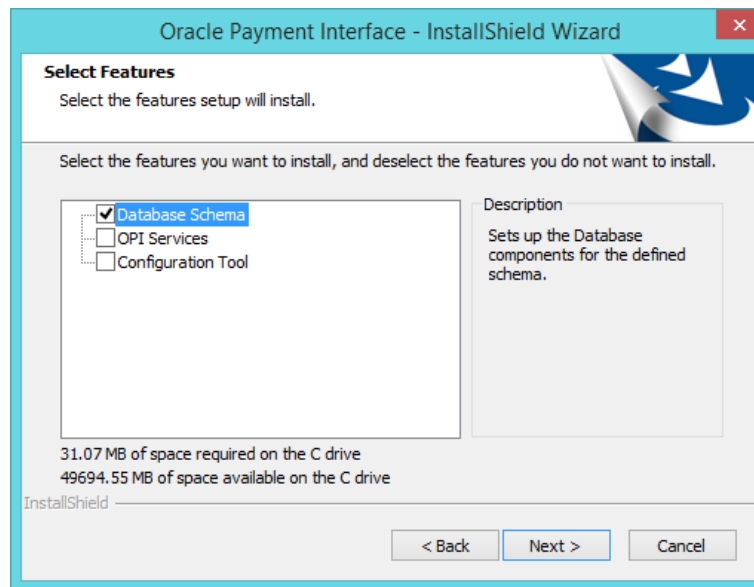 Oracle Payment Interface - InstallShield Wizard
Select Features
Select the features setup will install.
Select the features you want to install, and deselect the features you do not want to install.
Database Schema
OPI Services
Configuration Tool
Description
Sets up the Database
components for the defined
schema.
31.07 MB of space required on the C drive
49694.55 MB of space available on the C drive
InstallShield
< Back
Next >
Cancel